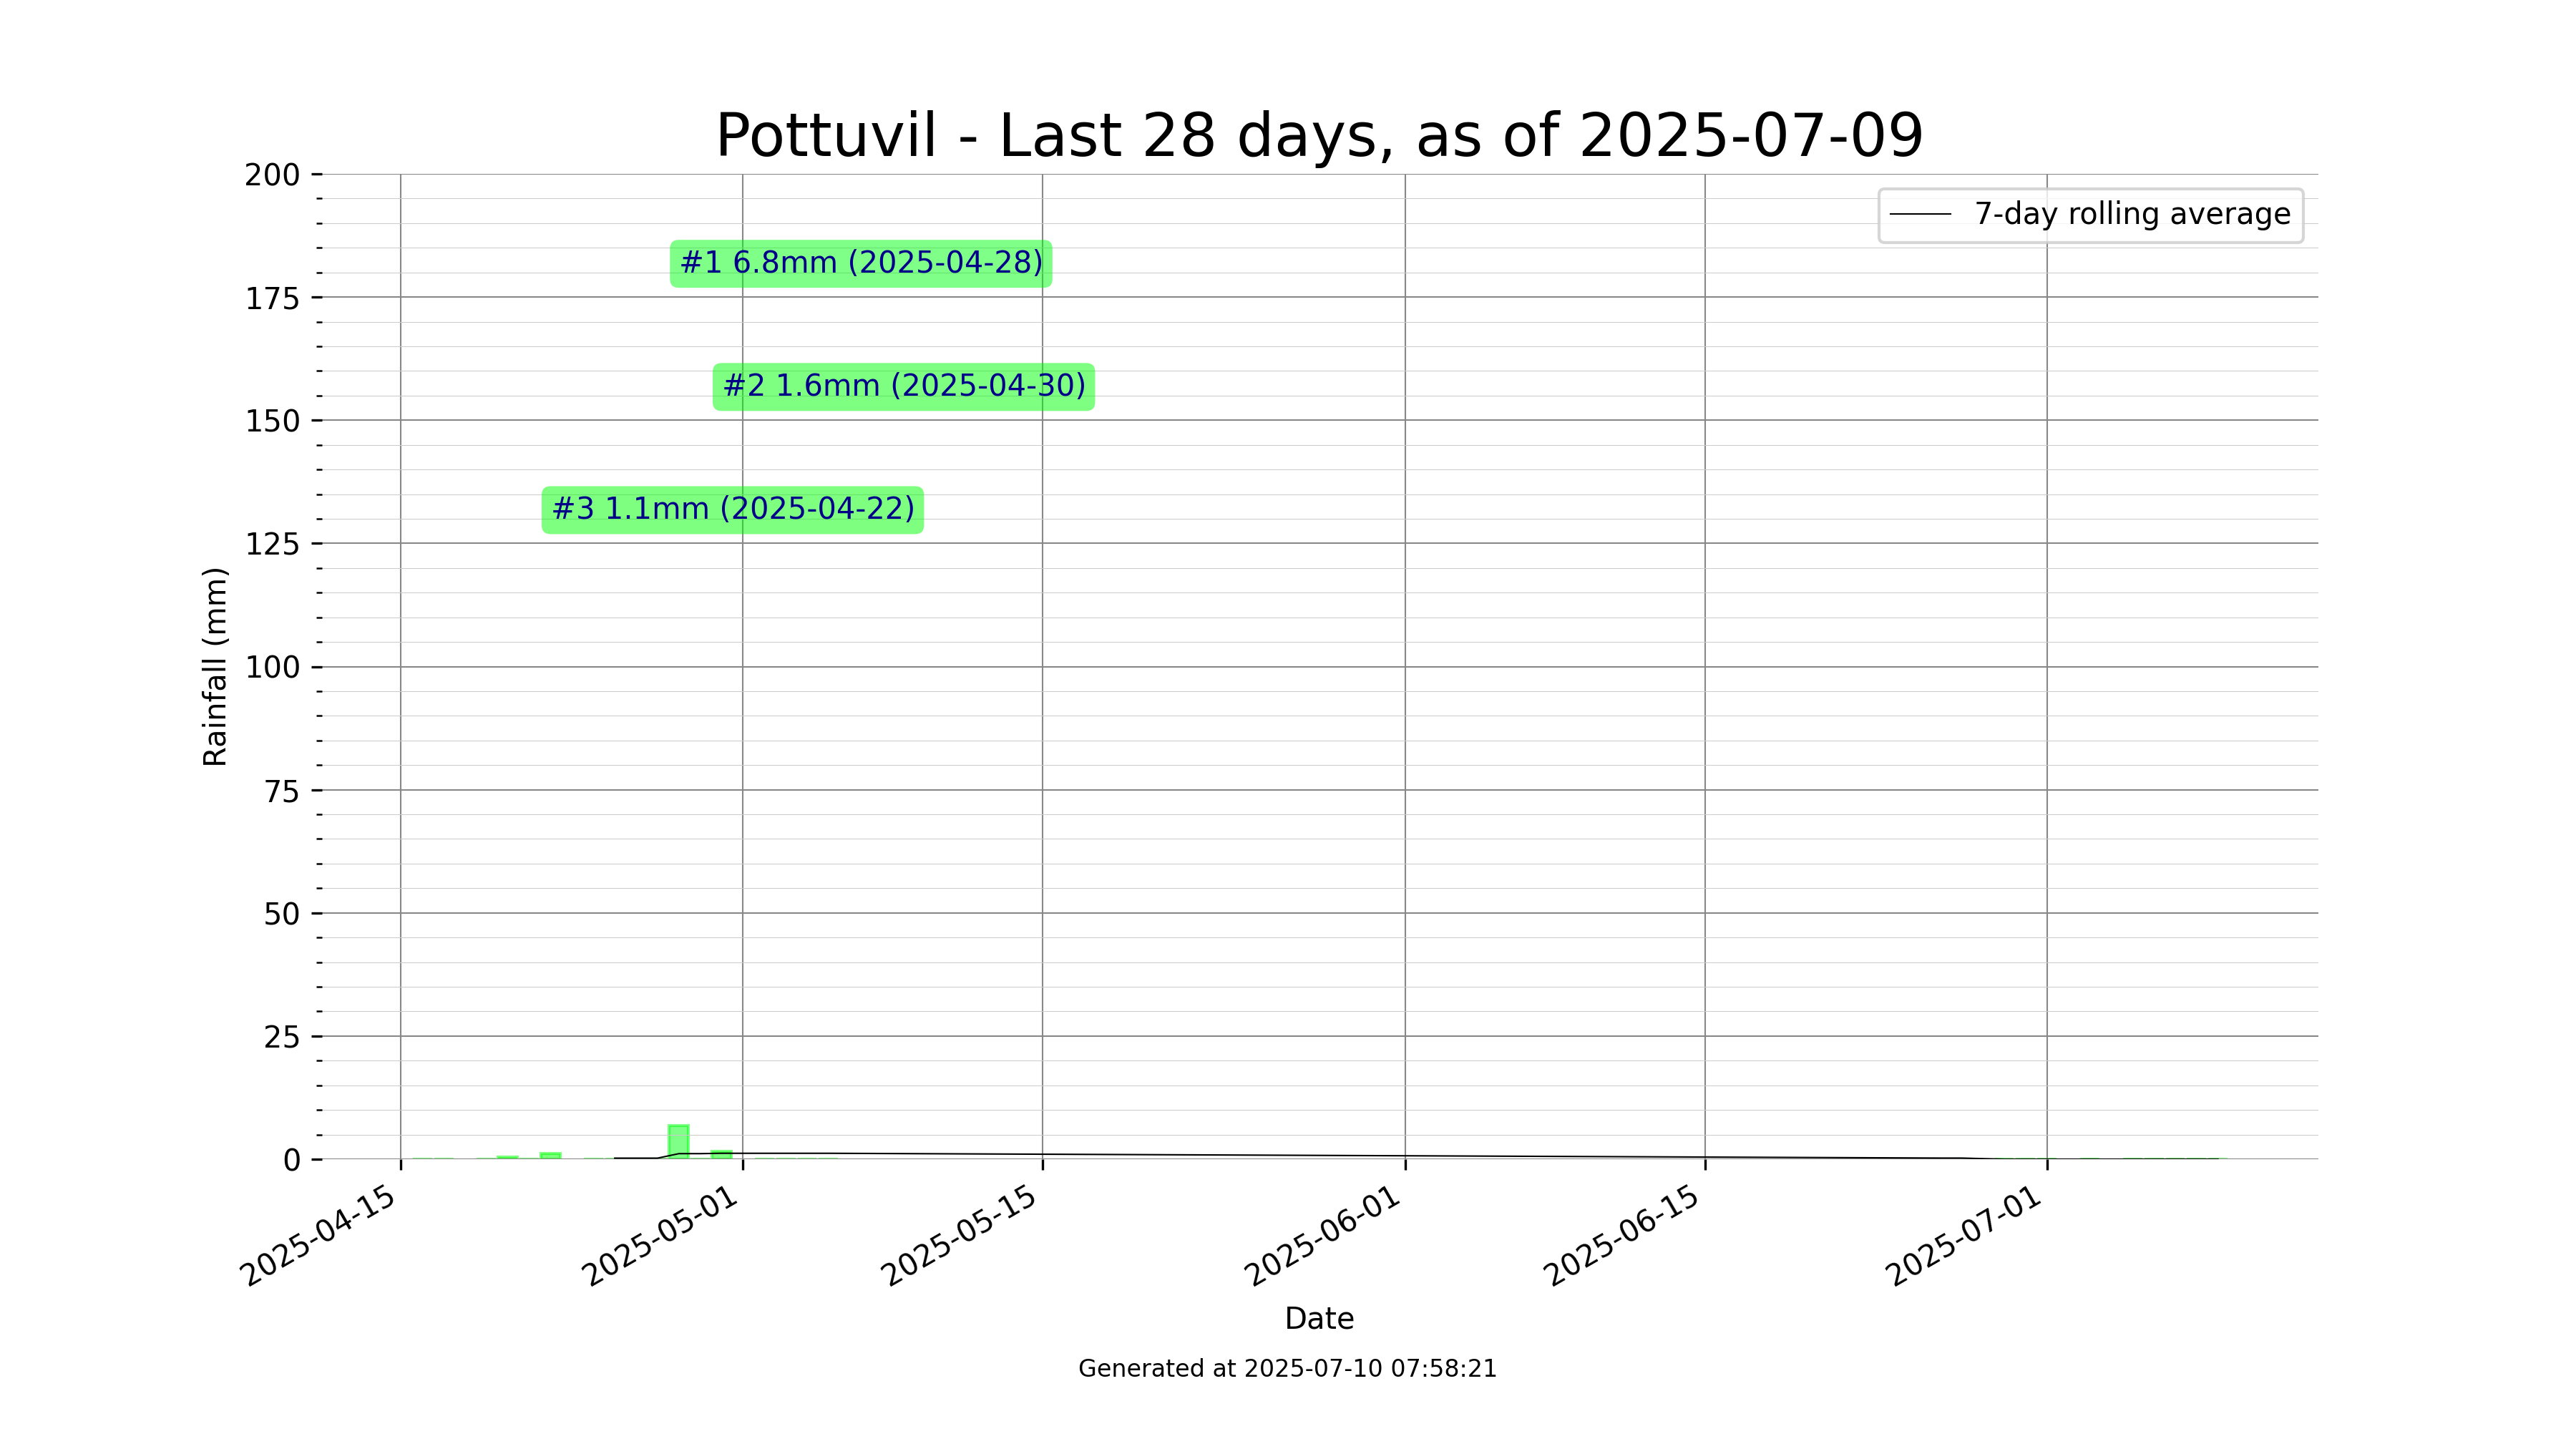 Pottuvil - Last 28 days, as of 2025-07-09
200
175
150
125
100
75
50
25
0
Rainfall (mm)
7-day rolling average
#1 6.8mm (2025-04-28)
#2 1.6mm (2025-04-30)
#3 1.1mm (2025-04-22)
2025-04-15
2025-05-01
2025-05-15
2025-06-01
2025-06-15
2025-07-01
Date
Generated at 2025-07-10 07:58:21